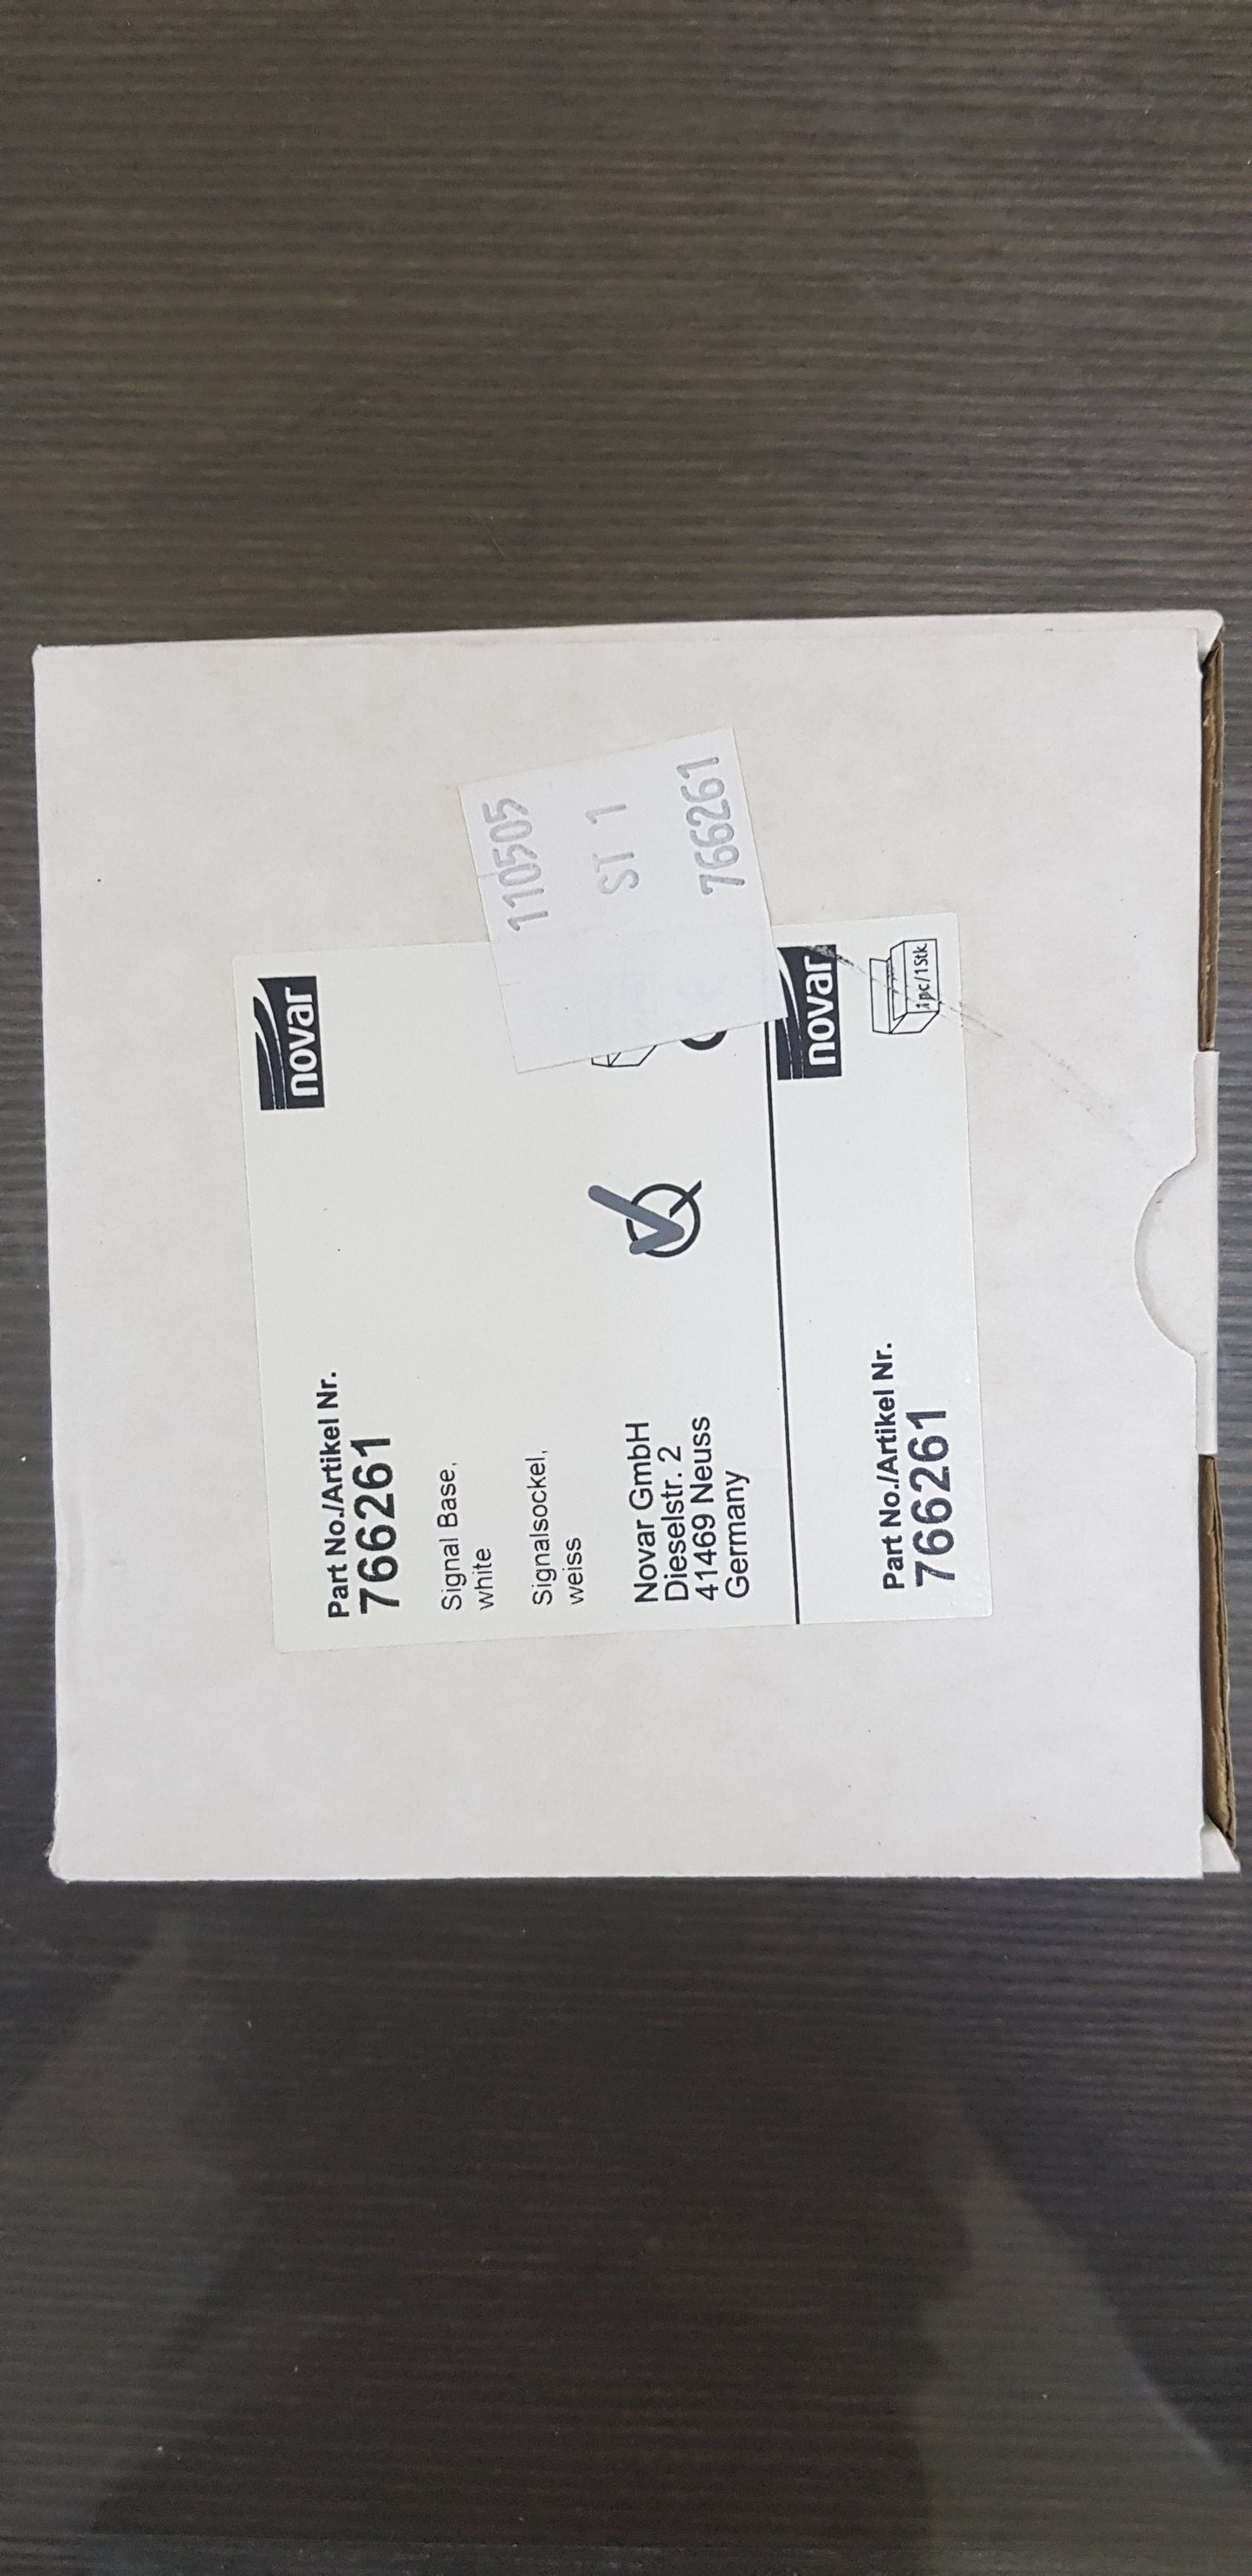 novar
Part No./Artikel Nr.
766261
Signal Base,
white
Signalsockel,
weiss
Novar GmbH
Dieselstr. 2
41469 Neuss
Germany
110505
ST 1
766261
novar
Part No./Artikel Nr.
766261
1pc/1Stk